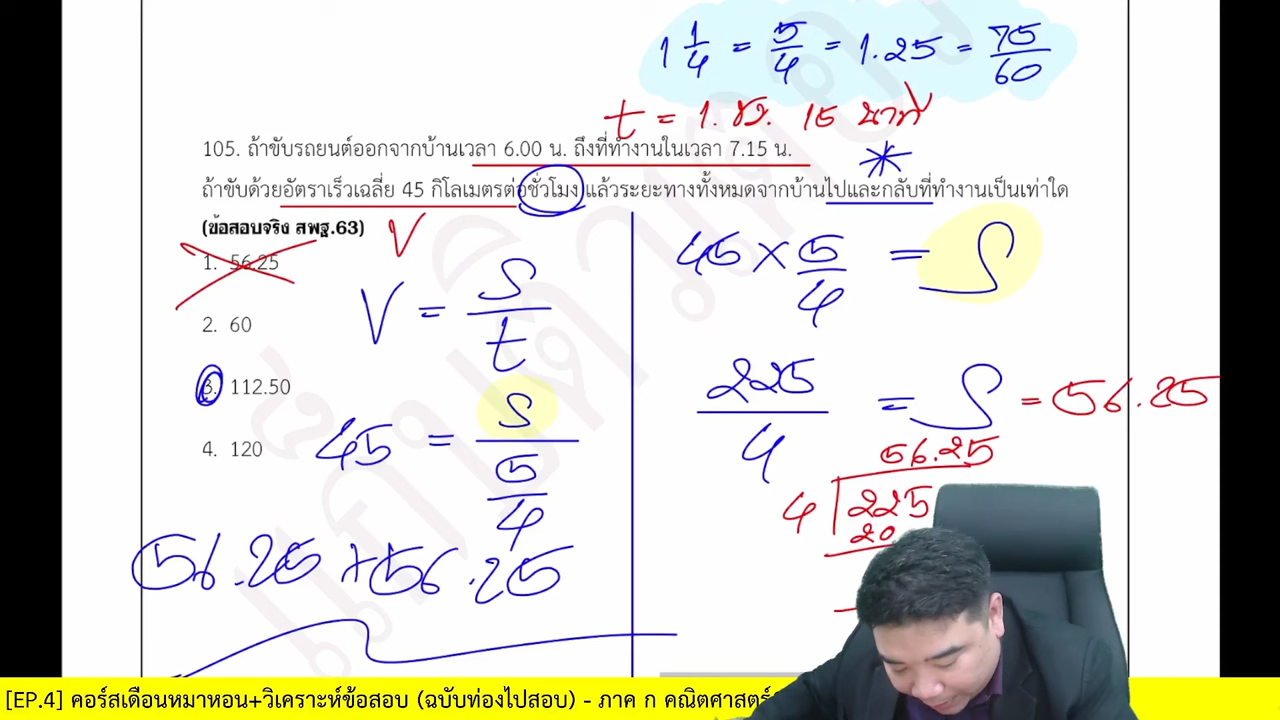 1 1/4 = 5/4 = 1.25 = 75/60
t = 1. ชม. 15 นาที
105. ถ้าขับรถยนต์ออกจากบ้านเวลา 6.00 น. ถึงที่ทำงานในเวลา 7.15 น.
ถ้าขับด้วยอัตราเร็วเฉลี่ย 45 กิโลเมตรต่อชั่วโมง แล้วระยะทางทั้งหมดจากบ้านไปและกลับที่ทำงานเป็นเท่าใด
(ข้อสอบจริง สพฐ.63)
V
1. 56.25
2. 60
3. 112.50
4. 120
V = S/t
45 = S/(5/4)
56.25 + 56.25
45 × 5/4 = S
225/4 = S = 56.25
56.25
4 225
20
[EP.4] คอร์สเดือนหมาหอน+วิเคราะห์ข้อสอบ (ฉบับท่องไปสอบ) - ภาค ก คณิตศาสตร์